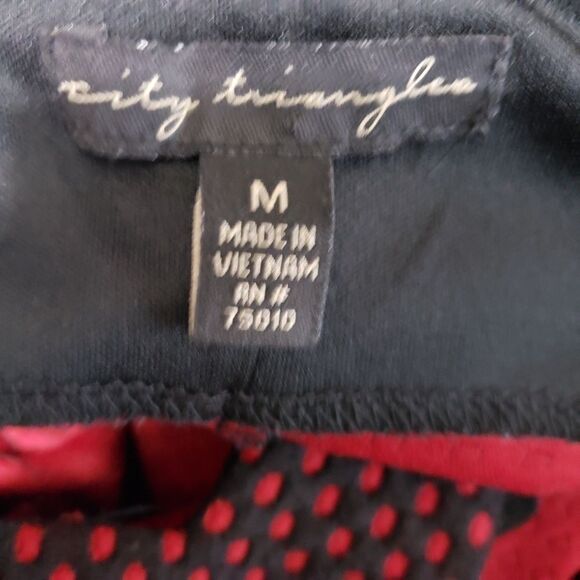 city triangles
M
MADE IN
VIETNAM
RN #
75010